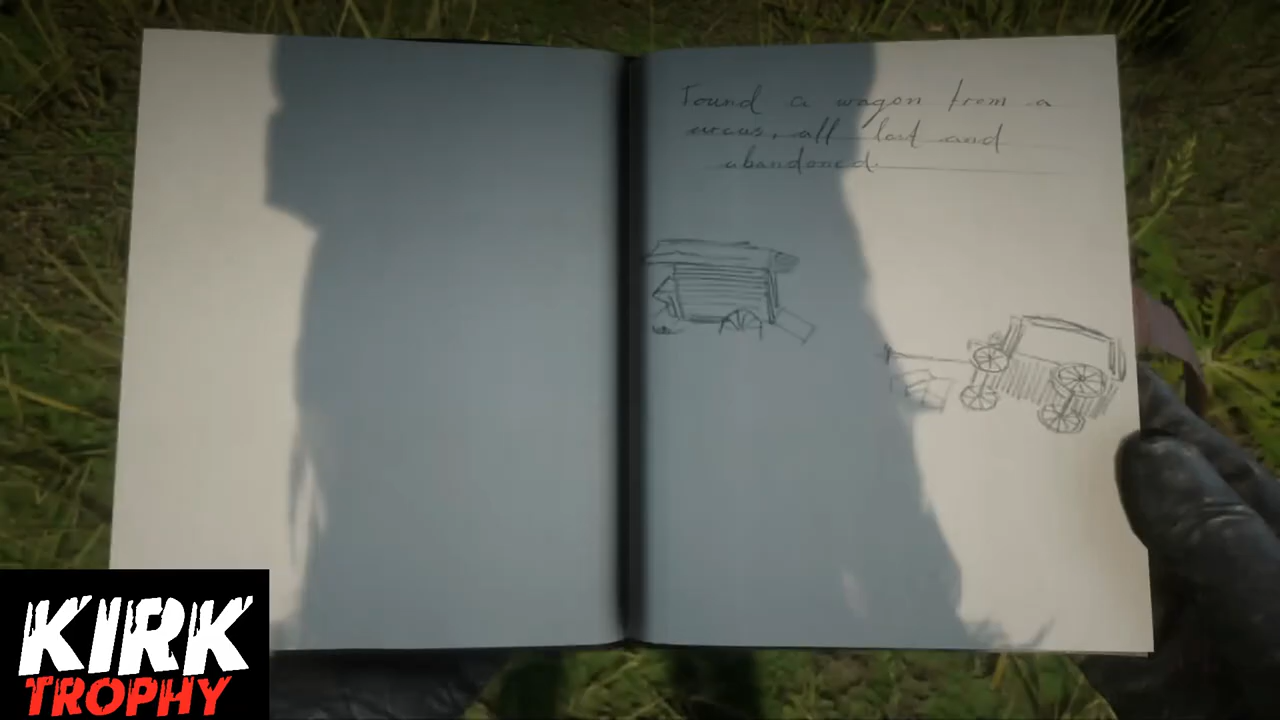 Found a wagon from a
circus, all lost and
abandoned.
KIRK
TROPHY